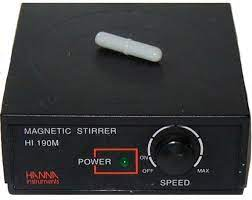 MAGNETIC STIRRER
HI 190M
POWER
ON
OFF
MAX
HANNA
instruments
SPEED